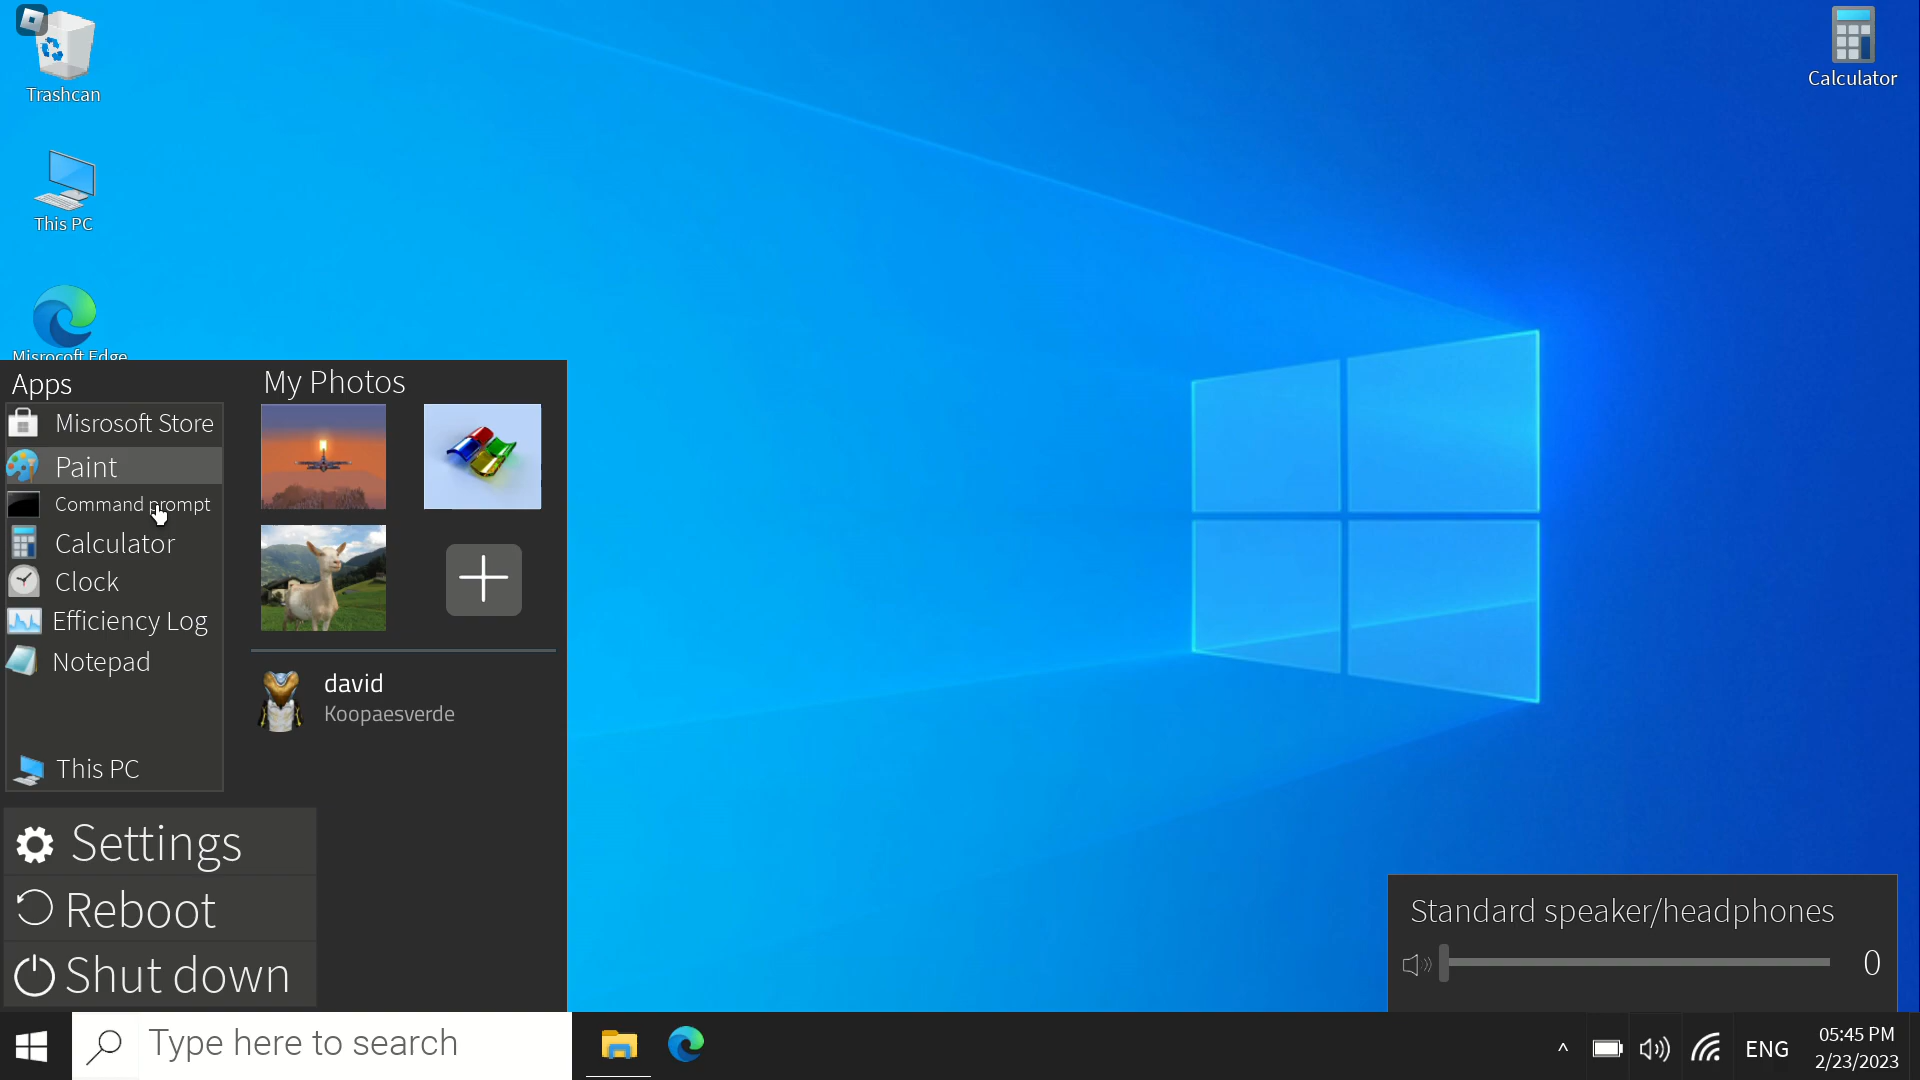 Trashcan
This PC
Misrocoft Edge
Calculator
Apps
Misrosoft Store
Paint
Command prompt
Calculator
Clock
Efficiency Log
Notepad
This PC
My Photos
david
Koopaesverde
Settings
Reboot
Shut down
Standard speaker/headphones
0
Type here to search
ENG
05:45 PM
2/23/2023